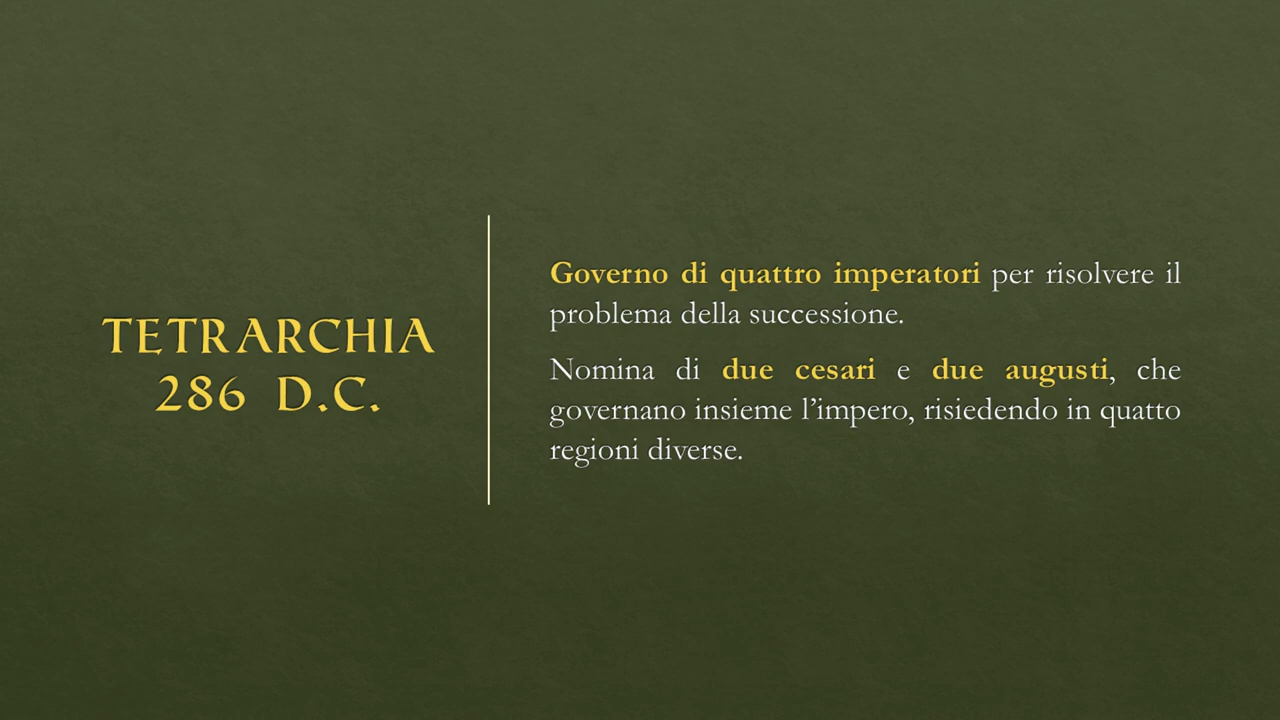 TETRARCHIA
286 D.C.
Governo di quattro imperatori per risolvere il
problema della successione.
Nomina di due cesari e due augusti, che
governano insieme l’impero, risiedendo in quatto
regioni diverse.